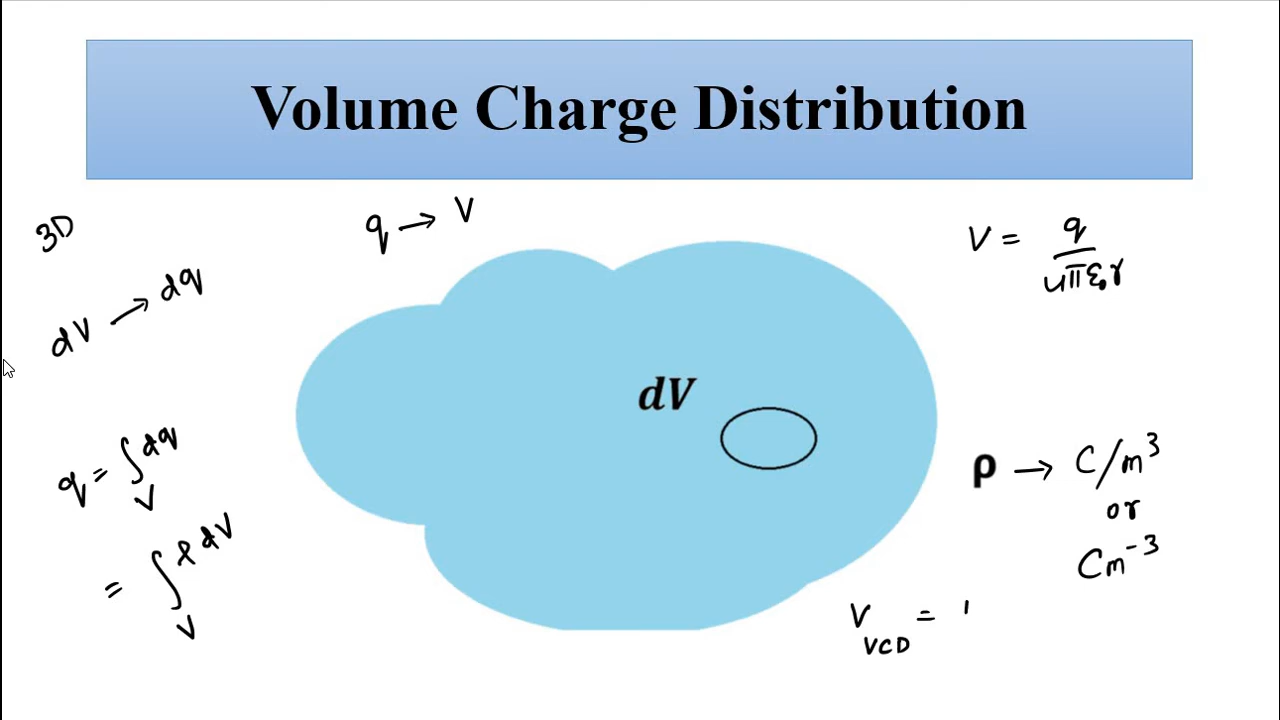 Volume Charge Distribution
3D
q → V
V = q / 4πε₀r
dV → dq
dV
q = ∫_V dq
= ∫_V ρ dV
ρ → C/m³
or
Cm⁻³
V_VCD = 1